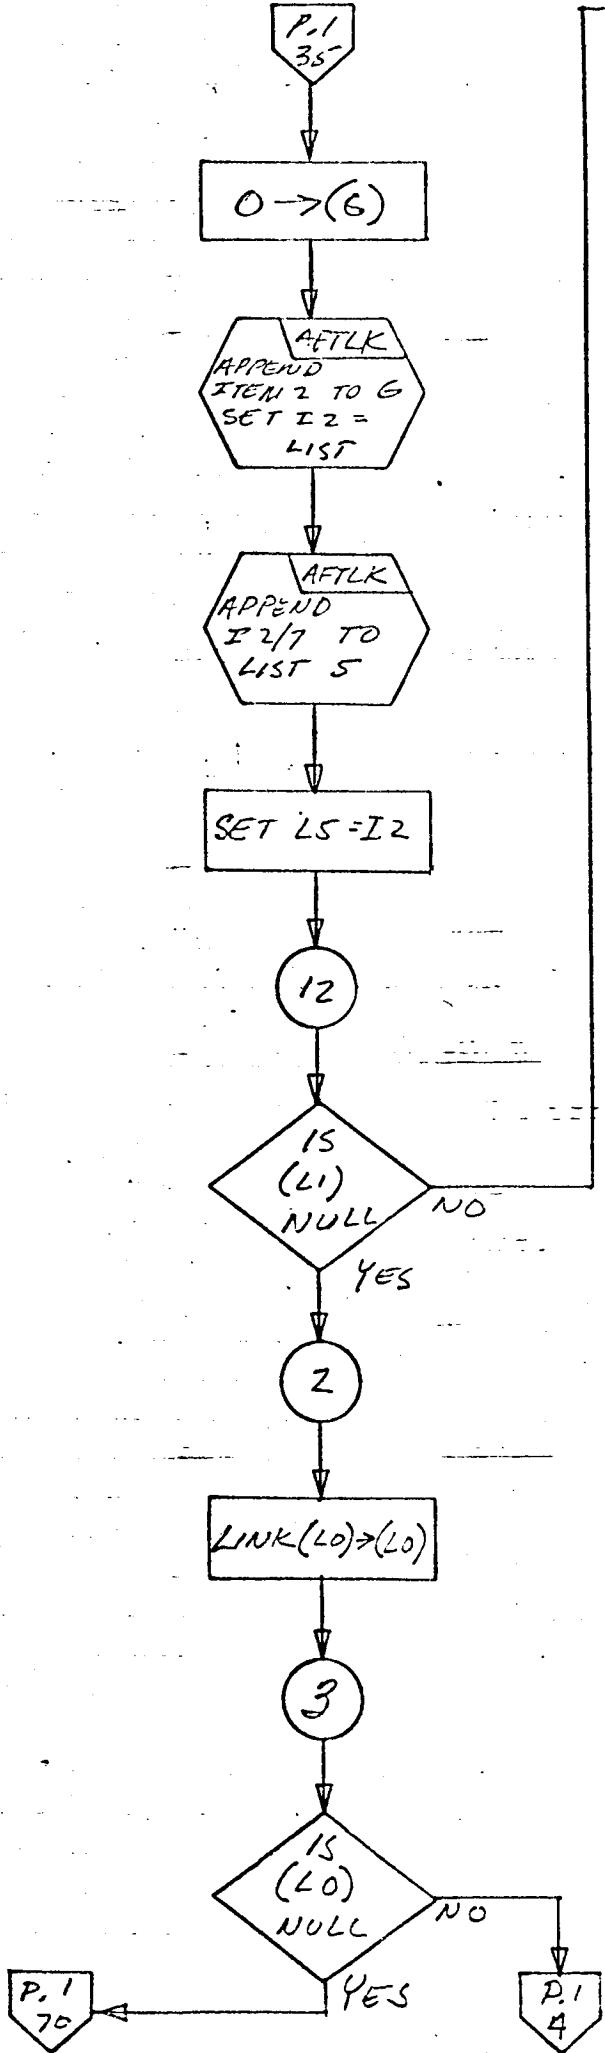 P.1
35
0 → (G)
AFTLK
APPEND
ITEM 2 TO G
SET I2 =
LIST
AFTLK
APPEND
I2/7 TO
LIST 5
SET L5 = I2
12
IS
(L1)
NULL
NO
YES
2
LINK(L0)→(L0)
3
IS
(L0)
NULL
NO
YES
P.1
70
P.1
4